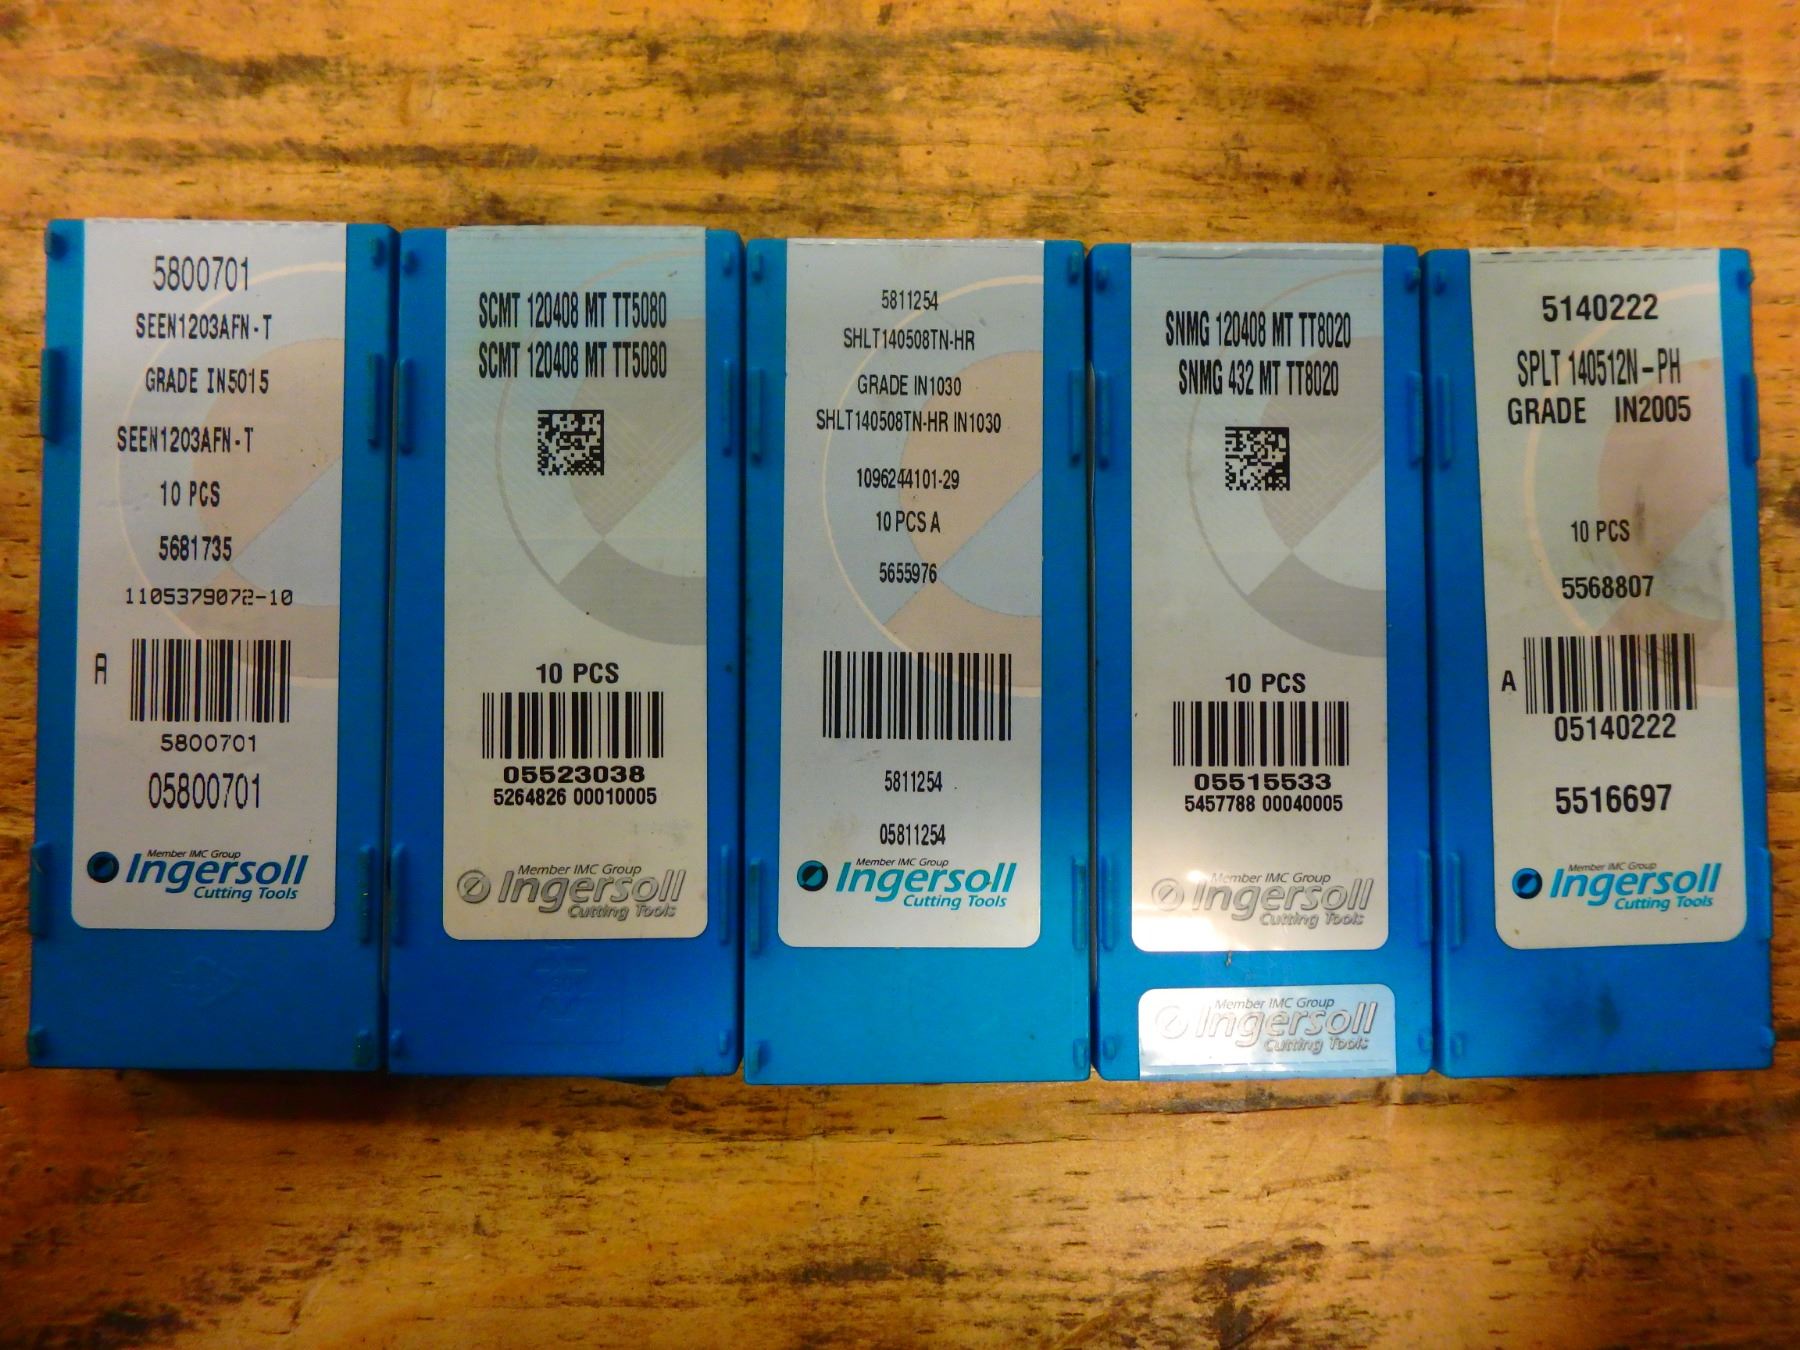 5800701
SEEN1203AFN-T
GRADE IN5015
SEEN1203AFN-T
10 PCS
5681735
1105379072-10
A
5800701
05800701
Member IMC Group
Ingersoll
Cutting Tools
SCMT 120408 MT TT5080
SCMT 120408 MT TT5080
10 PCS
05523038
5264826 00010005
Member IMC Group
Ingersoll
Cutting Tools
5811254
SHLT140508TN-HR
GRADE IN1030
SHLT140508TN-HR IN1030
1096244101-29
10 PCS A
5655976
5811254
05811254
Member IMC Group
Ingersoll
Cutting Tools
SNMG 120408 MT TT8020
SNMG 432 MT TT8020
10 PCS
05515533
5457788 00040005
Member IMC Group
Ingersoll
Cutting Tools
Member IMC Group
Ingersoll
Cutting Tools
5140222
SPLT 140512N-PH
GRADE IN2005
10 PCS
5568807
A
05140222
5516697
Member IMC Group
Ingersoll
Cutting Tools